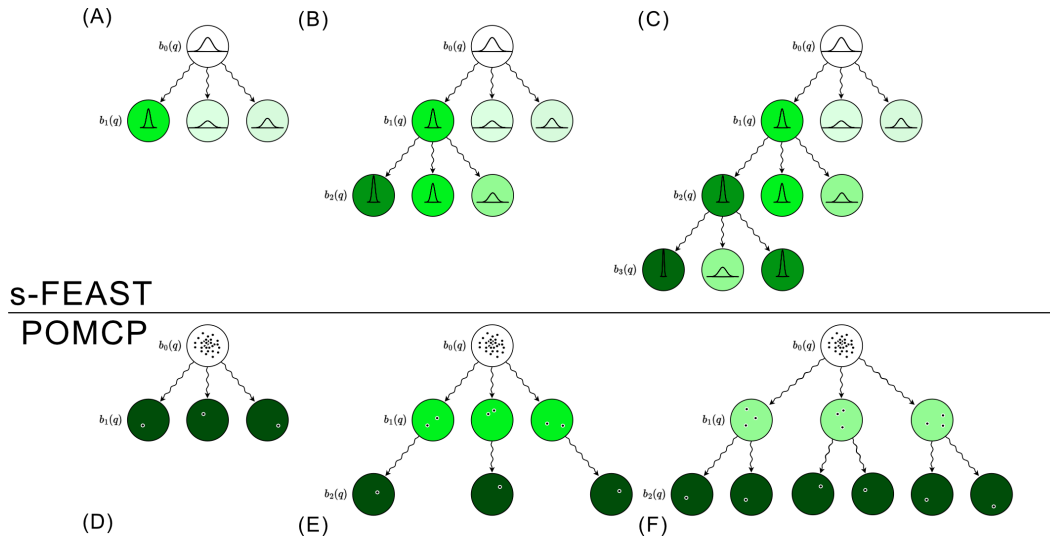 (A)
(B)
(C)
b₀(q)
b₀(q)
b₀(q)
b₁(q)
b₁(q)
b₁(q)
b₂(q)
b₂(q)
b₃(q)
s-FEAST
POMCP
b₀(q)
b₀(q)
b₀(q)
b₁(q)
b₁(q)
b₁(q)
b₂(q)
b₂(q)
(D)
(E)
(F)